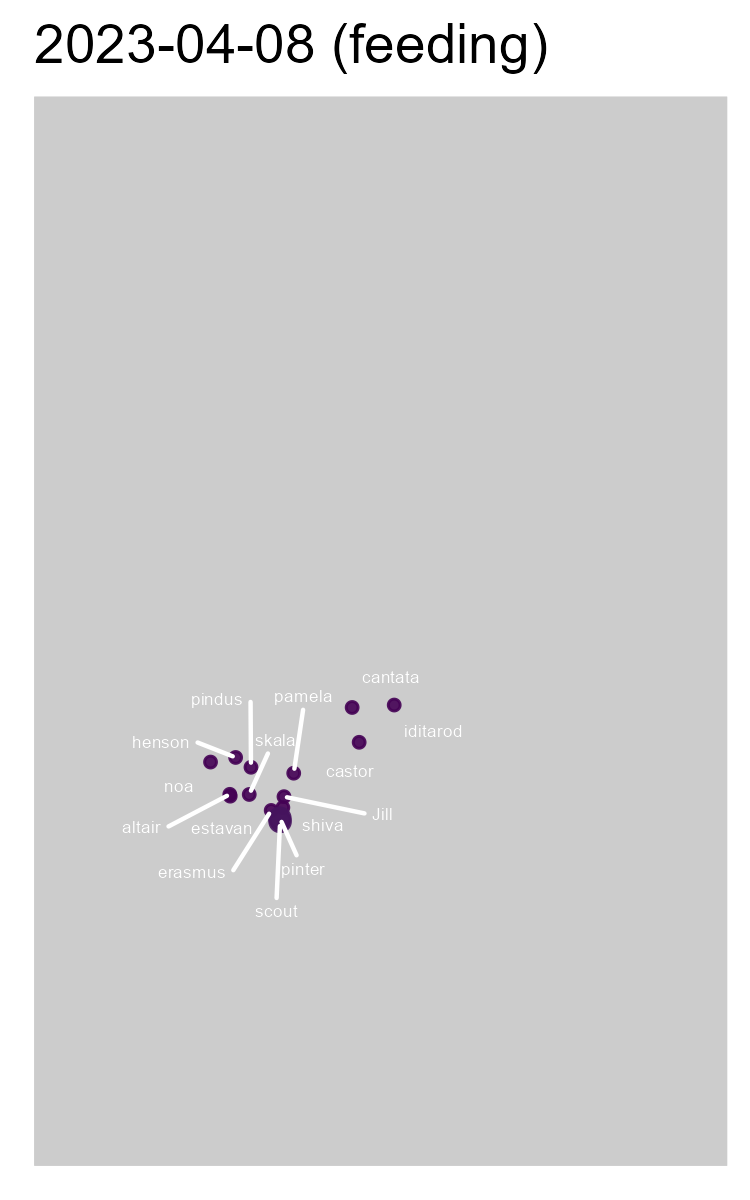 2023-04-08 (feeding)
cantata
pindus
pamela
iditarod
henson
skala
castor
noa
altair
estavan
shiva
Jill
erasmus
pinter
scout